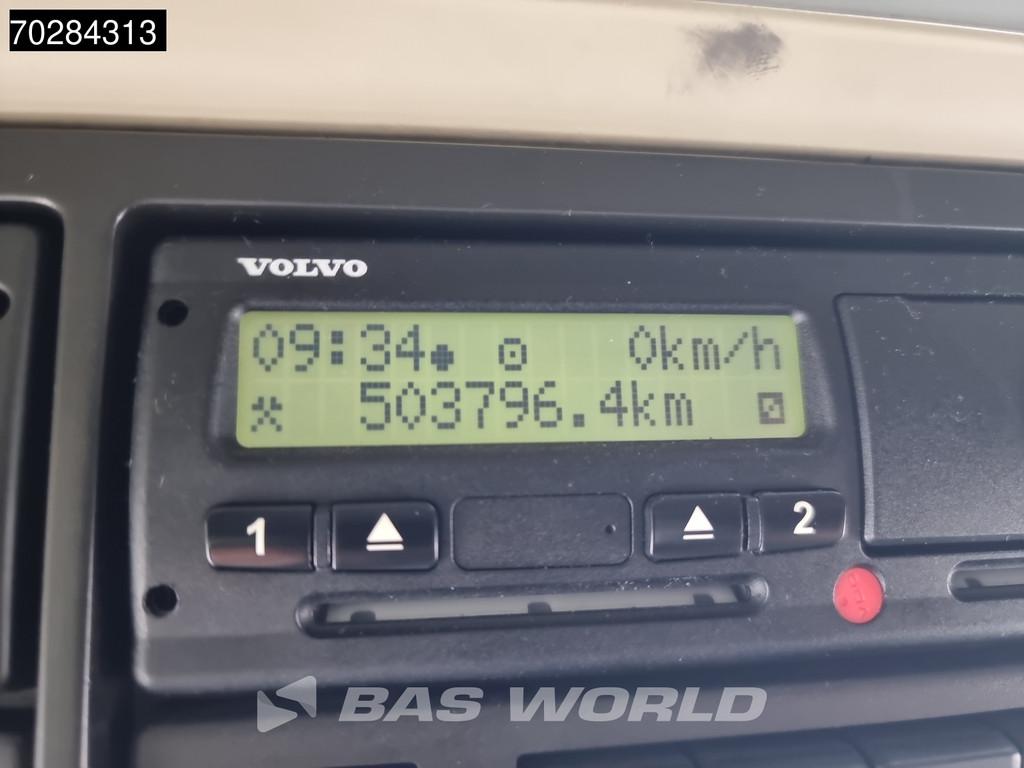 70284313
VOLVO
09:34 0km/h
503796.4km
1 2
BAS WORLD